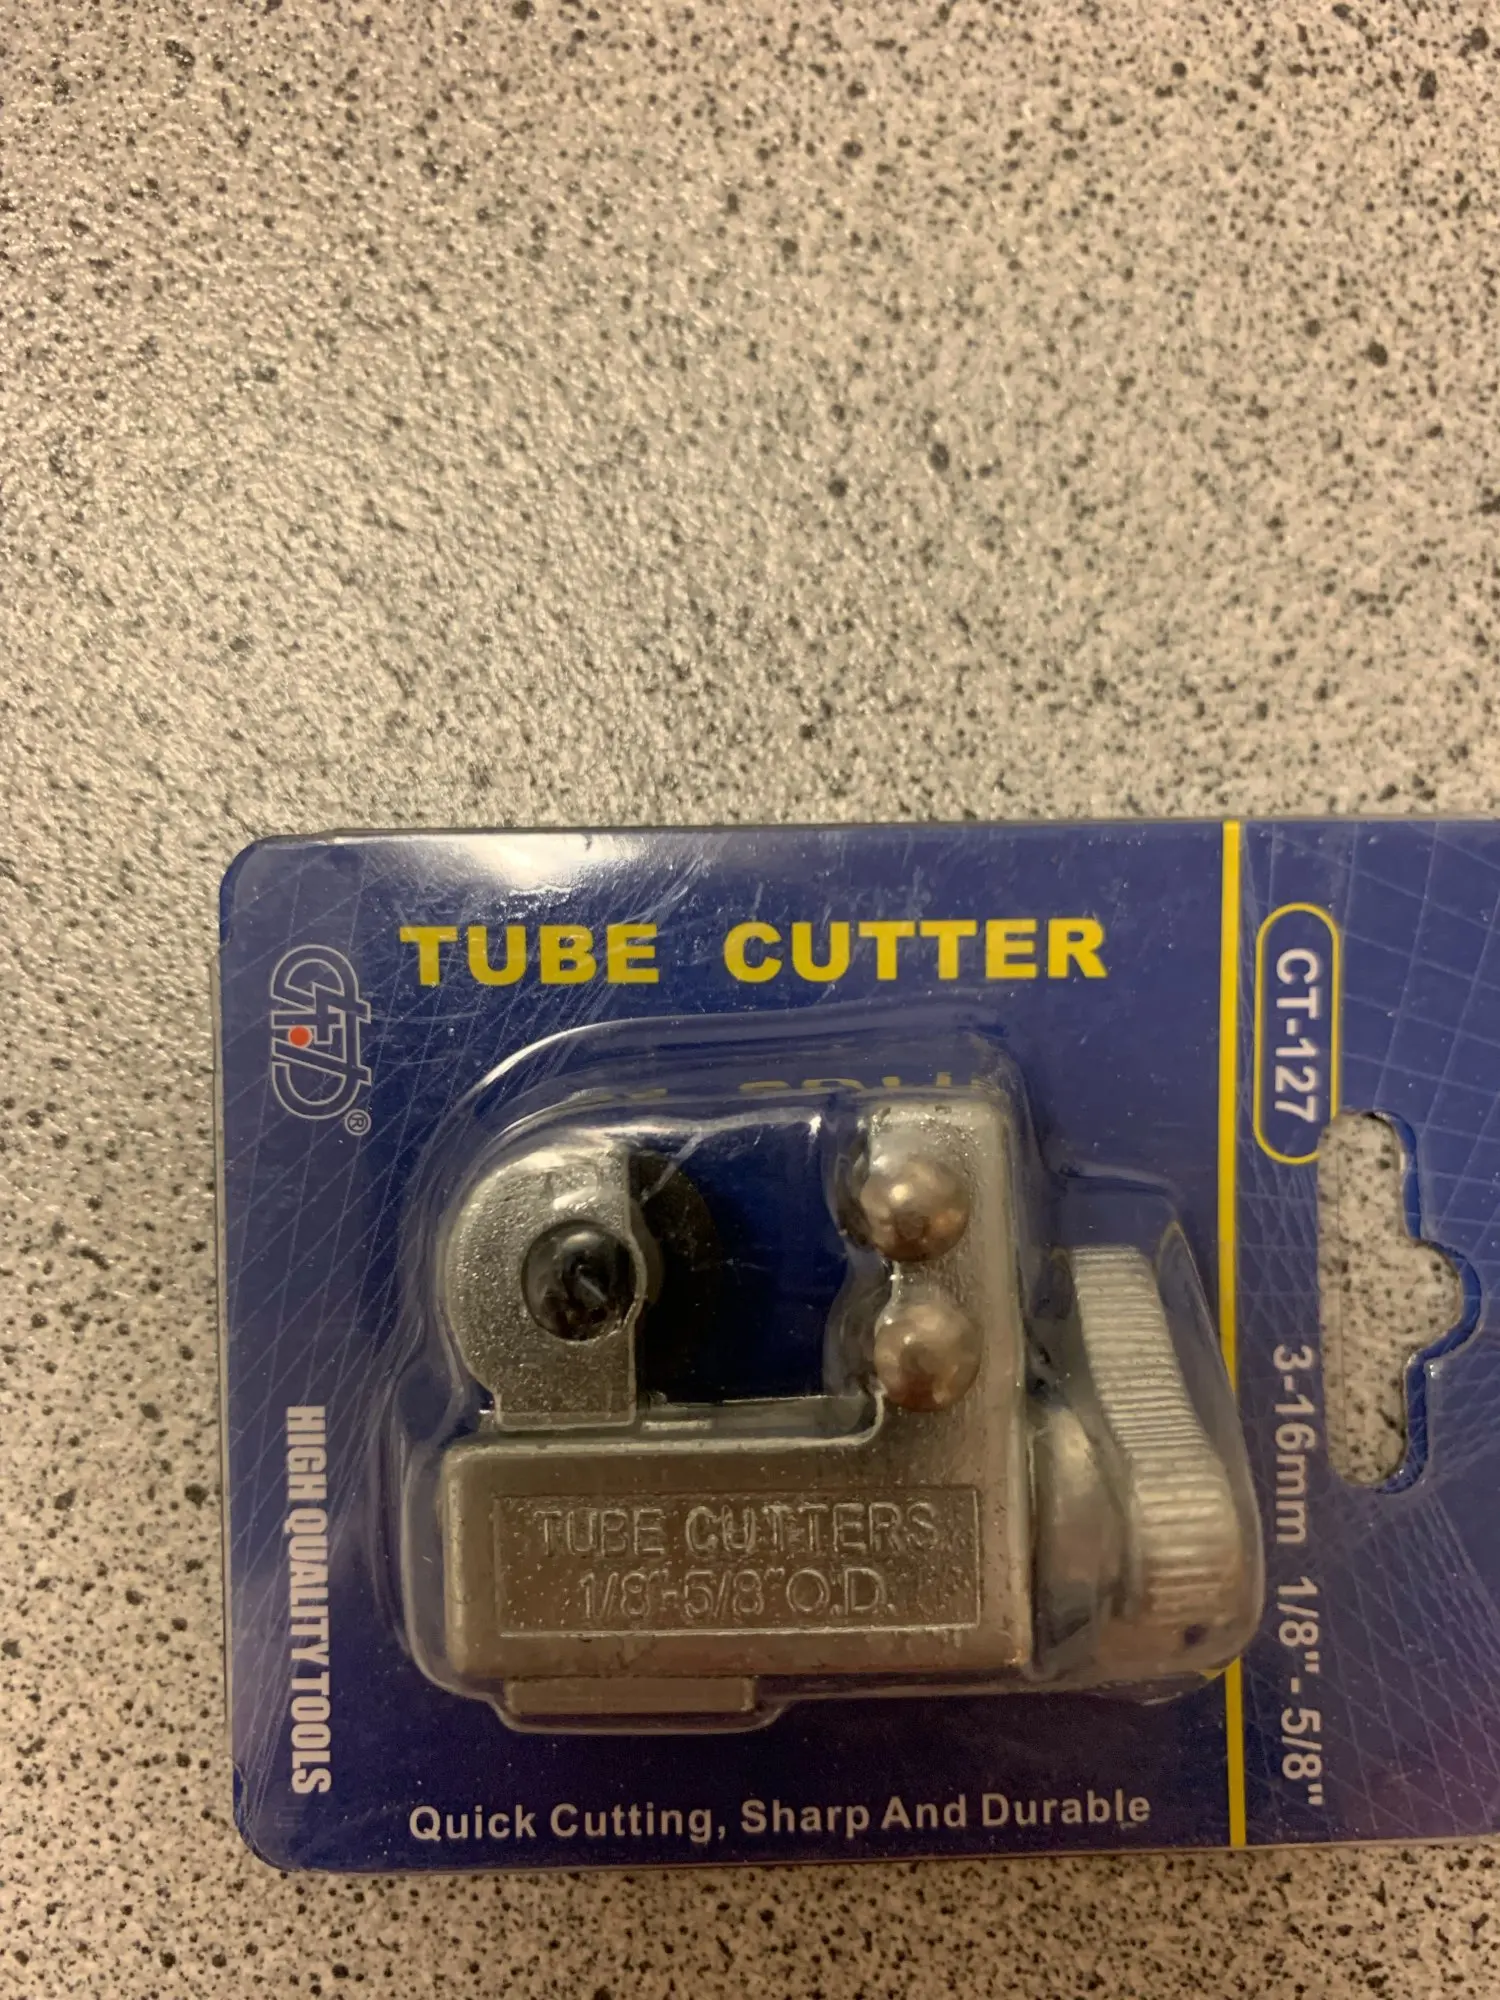 TUBE CUTTER
CT-127
®
TUBE CUTTERS
1/8"-5/8"O.D.
3-16mm 1/8"- 5/8"
HIGH QUALITY TOOLS
Quick Cutting, Sharp And Durable